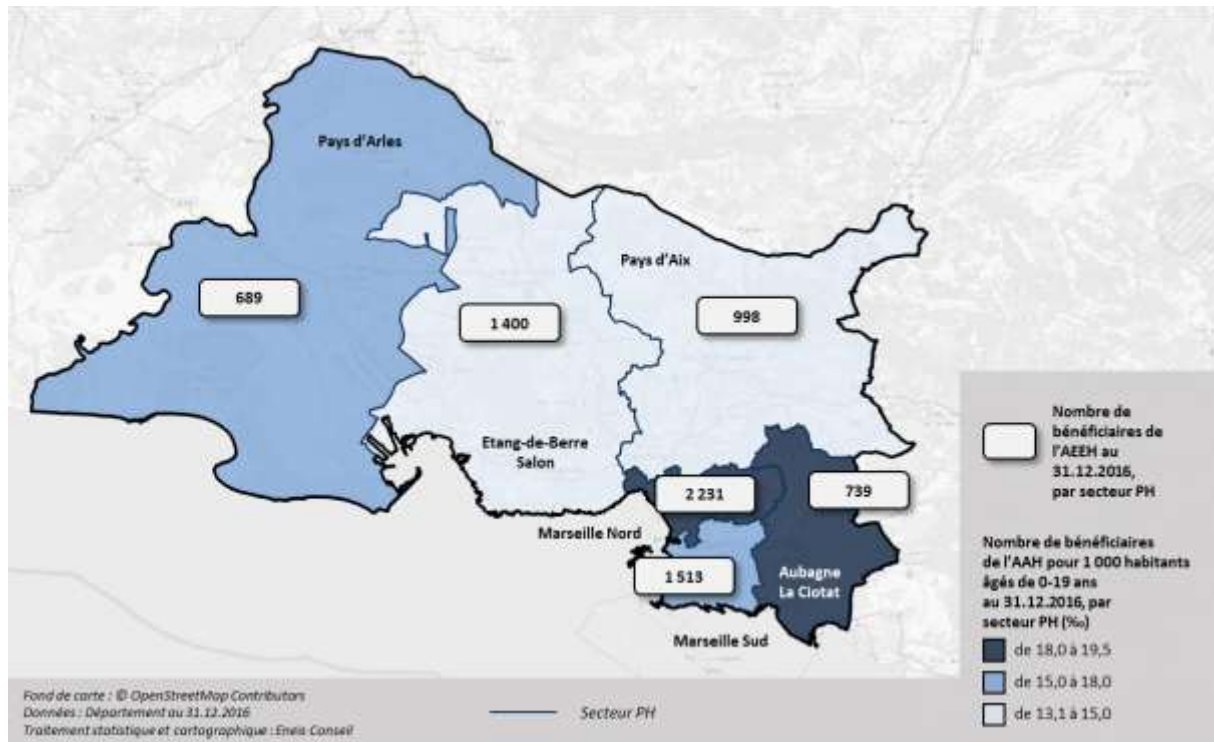 Pays d'Arles
Pays d'Aix
689
1 400
998
Etang-de-Berre
Salon
2 231
739
Marseille Nord
1 513
Aubagne
La Ciotat
Marseille Sud
Nombre de
bénéficiaires de
l'AEEH au
31.12.2016,
par secteur PH
Nombre de bénéficiaires
de l'AAH pour 1 000 habitants
âgés de 0-19 ans
au 31.12.2016, par
secteur PH (‰)
de 18,0 à 19,5
de 15,0 à 18,0
de 13,1 à 15,0
Fond de carte : © OpenStreetMap Contributors
Données : Département au 31.12.2016
Traitement statistique et cartographique : Eneis Conseil
Secteur PH